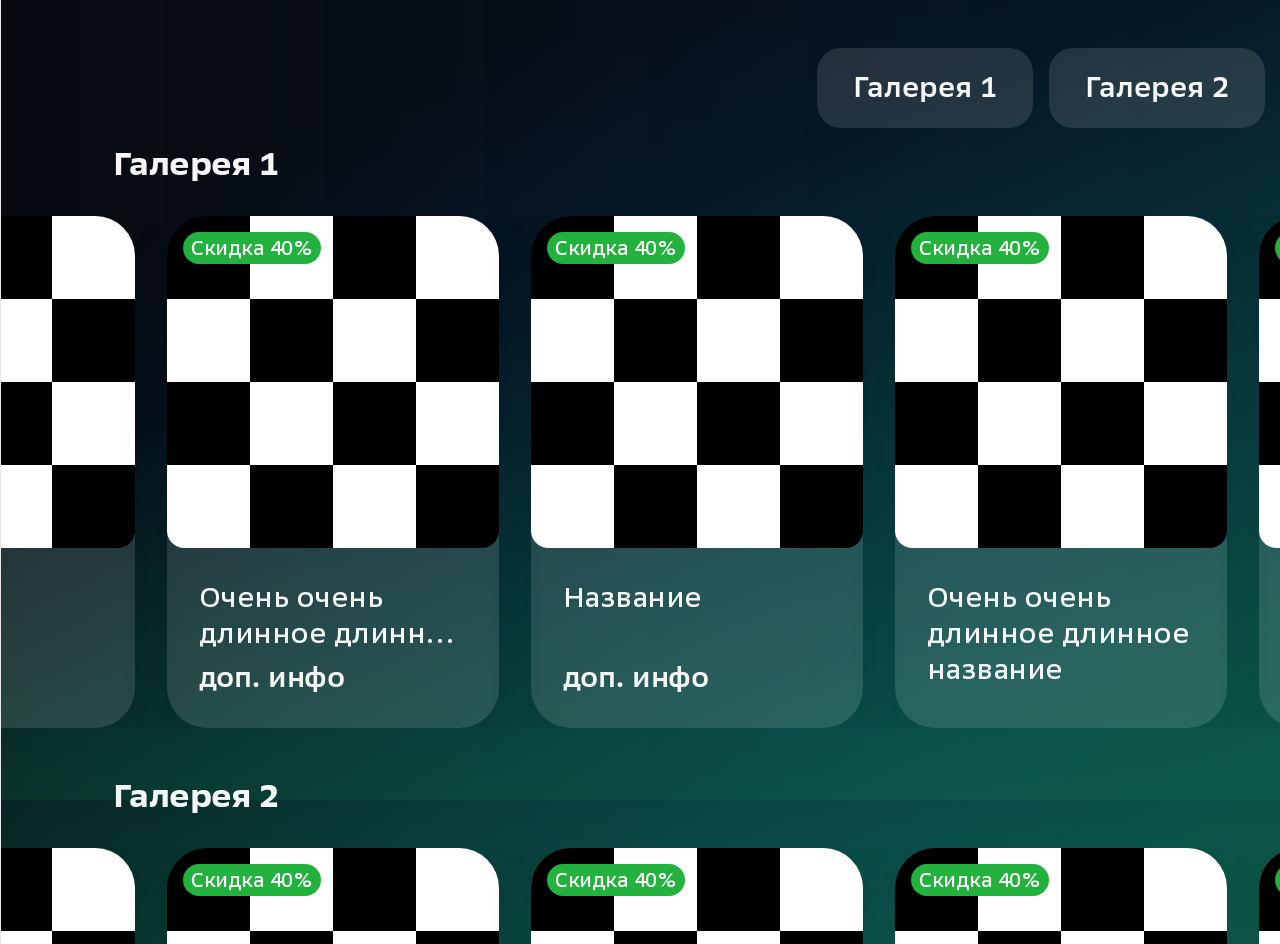 Галерея 1
Галерея 2
Галерея 1
Скидка 40%
Скидка 40%
Скидка 40%
Очень очень
длинное длинн...
доп. инфо
Название
доп. инфо
Очень очень
длинное длинное
название
Галерея 2
Скидка 40%
Скидка 40%
Скидка 40%